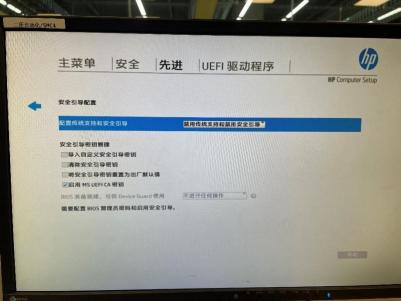 主菜单 安全 先进 UEFI 驱动程序
hp
HP Computer Setup
安全引导配置
配置传统支持和安全引导 禁用传统支持和禁用安全引导
安全引导密钥管理
导入自定义安全引导密钥
清除安全引导密钥
将安全引导密钥重置为出厂默认值
启用 MS UEFI CA 密钥
BIOS 准备就绪，可供 Device Guard 使用 不进行任何操作
需要配置 BIOS 管理员密码和启用安全引导。